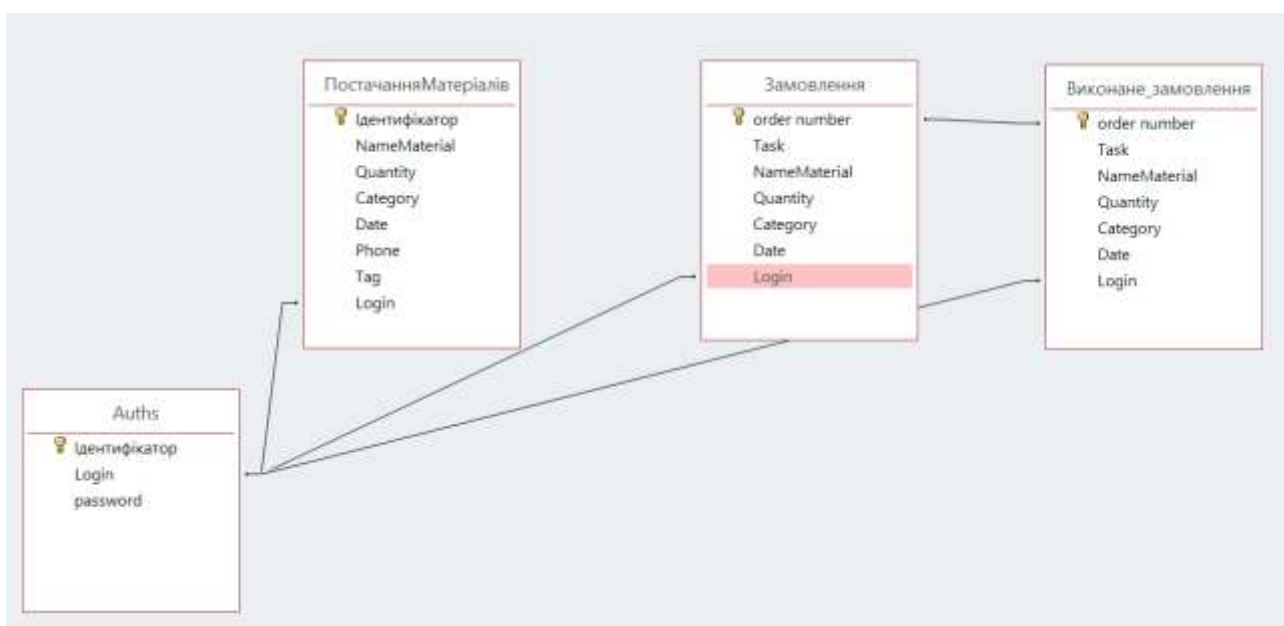 ПостачанняМатеріалів
Ідентифікатор
NameMaterial
Quantity
Category
Date
Phone
Tag
Login
Замовлення
order number
Task
NameMaterial
Quantity
Category
Date
Login
Виконане_замовлення
order number
Task
NameMaterial
Quantity
Category
Date
Login
Auths
Ідентифікатор
Login
password